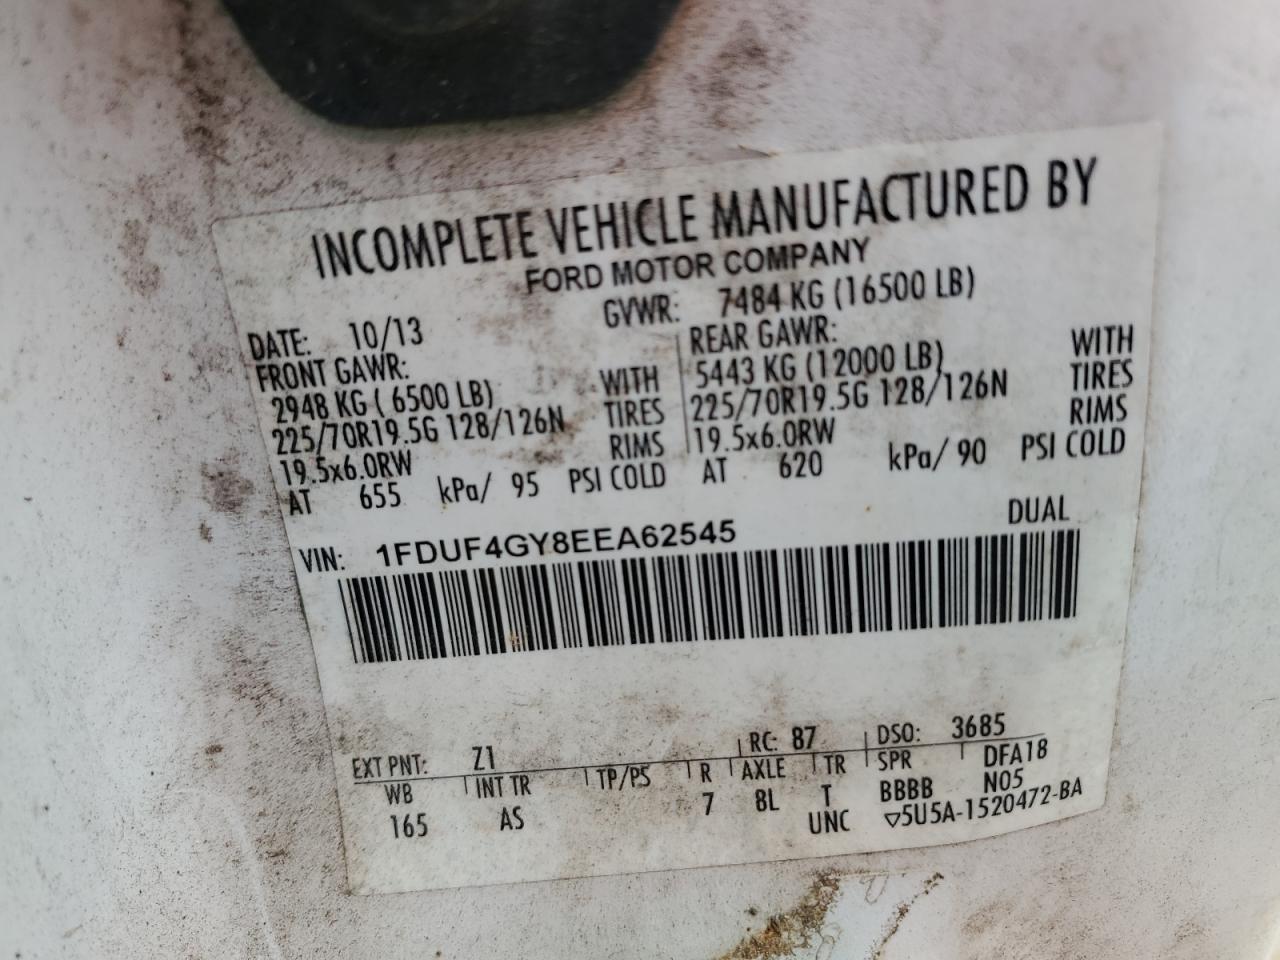 INCOMPLETE VEHICLE MANUFACTURED BY
FORD MOTOR COMPANY
DATE: 10/13 GVWR: 7484 KG (16500 LB)
FRONT GAWR: REAR GAWR:
2948 KG ( 6500 LB) WITH 5443 KG (12000 LB) WITH
225/70R19.5G 128/126N TIRES 225/70R19.5G 128/126N TIRES
19.5x6.0RW RIMS 19.5x6.0RW RIMS
AT 655 kPa/ 95 PSI COLD AT 620 kPa/ 90 PSI COLD
VIN: 1FDUF4GY8EEA62545 DUAL
EXT PNT: Z1 RC: 87 DSO: 3685
WB INT TR TP/PS R AXLE TR SPR DFA18
165 AS 7 8L T BBBB N05
UNC ▽5U5A-1520472-BA